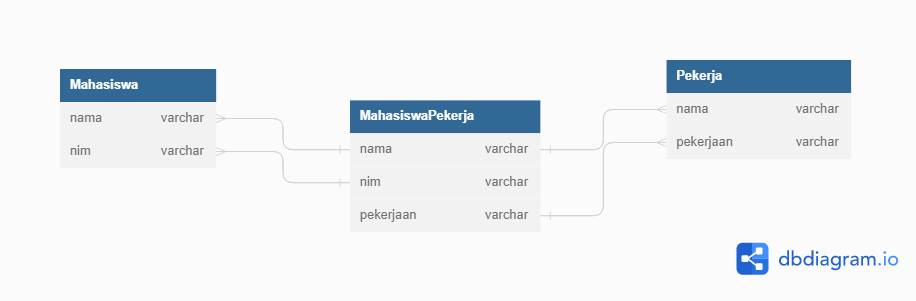 Mahasiswa
nama varchar
nim varchar
MahasiswaPekerja
nama varchar
nim varchar
pekerjaan varchar
Pekerja
nama varchar
pekerjaan varchar
dbdiagram.io